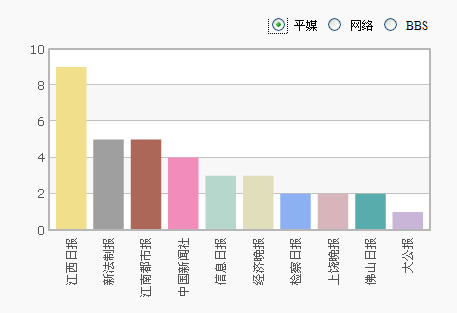 平媒 网络 BBS
10
8
6
4
2
0
江西日报
新法制报
江南都市报
中国新闻社
信息日报
经济晚报
检察日报
上饶晚报
佛山日报
大公报